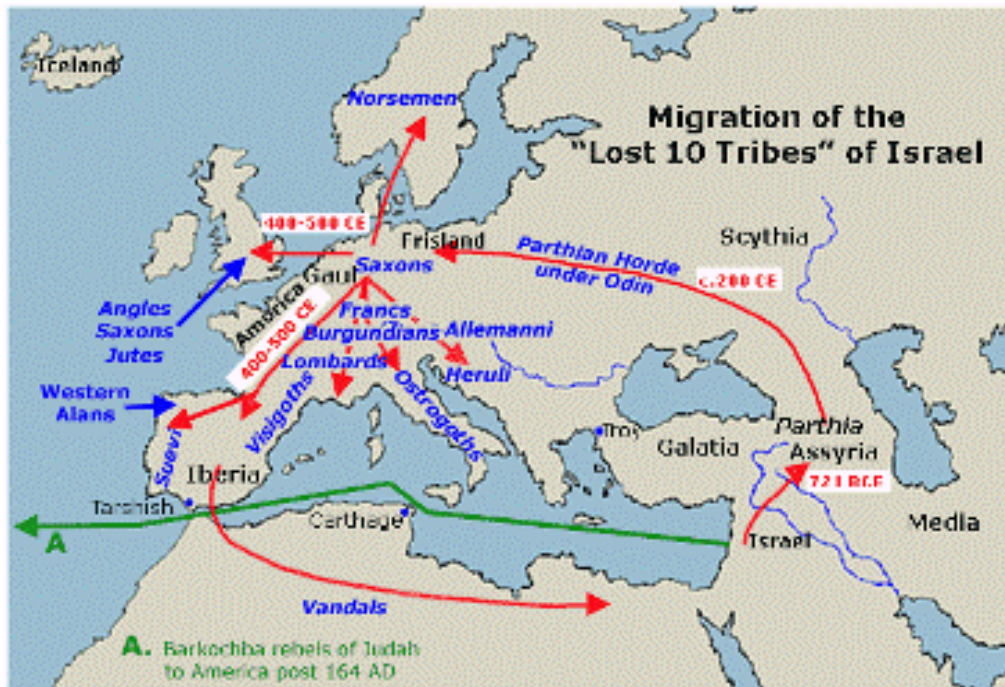 Iceland
Norsemen
Migration of the
"Lost 10 Tribes" of Israel
400-500 CE
Frisland
Scythia
Parthian Horde
under Odin
c.200 CE
Gaul
Saxons
Angles
Saxons
Jutes
Amorica
Francs
Burgundians
Allemanni
400-500 CE
Lombards
Heruli
Western
Alans
Visigoths
Ostrogoths
Suevi
Iberia
Troy
Galatia
Parthia
Assyria
721 BCE
Tarshish
Carthage
Israel
Media
A
Vandals
A. Barkochba rebels of Judah
to America post 164 AD